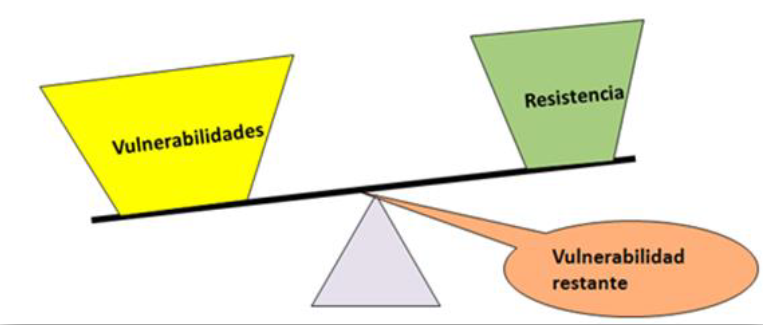 Vulnerabilidades
Resistencia
Vulnerabilidad
restante